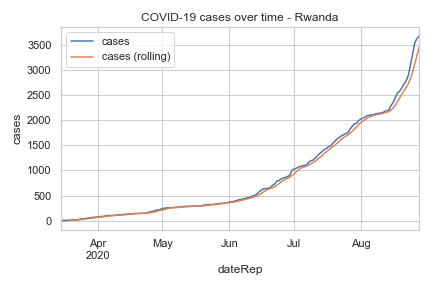 COVID-19 cases over time - Rwanda
cases
cases (rolling)
3500
3000
2500
2000
1500
1000
500
0
cases
Apr
2020
May
Jun
Jul
Aug
dateRep